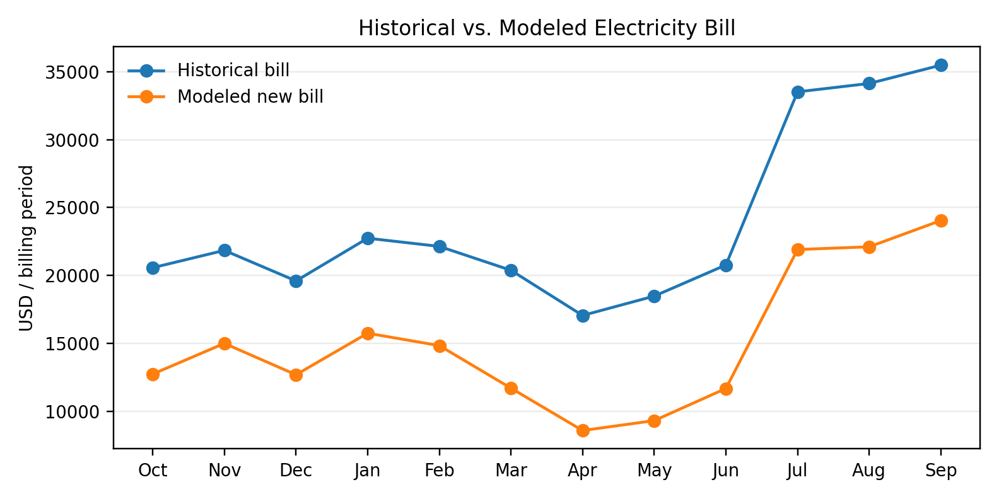 Historical vs. Modeled Electricity Bill
Historical bill
Modeled new bill
USD / billing period
35000
30000
25000
20000
15000
10000
Oct Nov Dec Jan Feb Mar Apr May Jun Jul Aug Sep